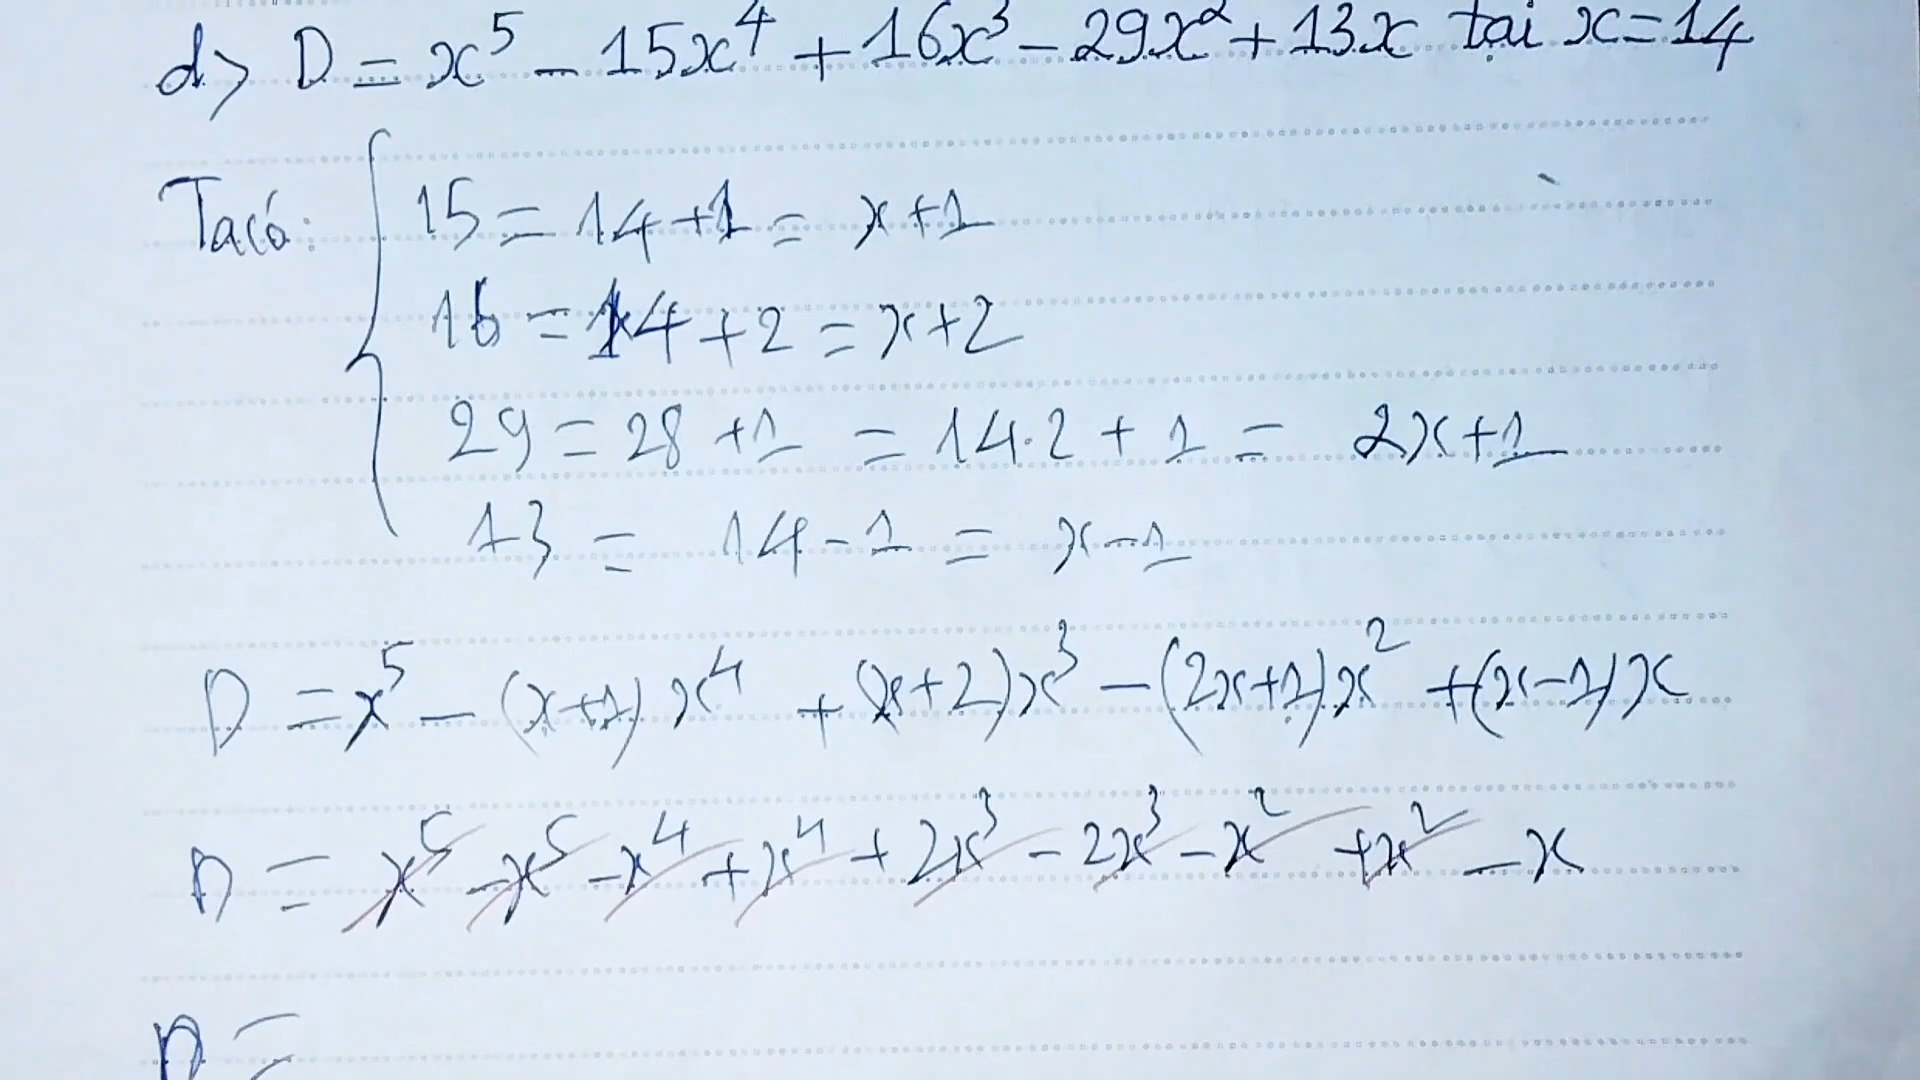 d> D = x⁵ - 15x⁴ + 16x³ - 29x² + 13x tại x = 14
Ta có: 15 = 14 + 1 = x + 1
16 = 14 + 2 = x + 2
29 = 28 + 1 = 14.2 + 1 = 2x + 1
13 = 14 - 1 = x - 1
D = x⁵ - (x+1)x⁴ + (x+2)x³ - (2x+1)x² + (x-1)x
D = x⁵ - x⁵ - x⁴ + x⁴ + 2x³ - 2x³ - x² + x² - x
D =